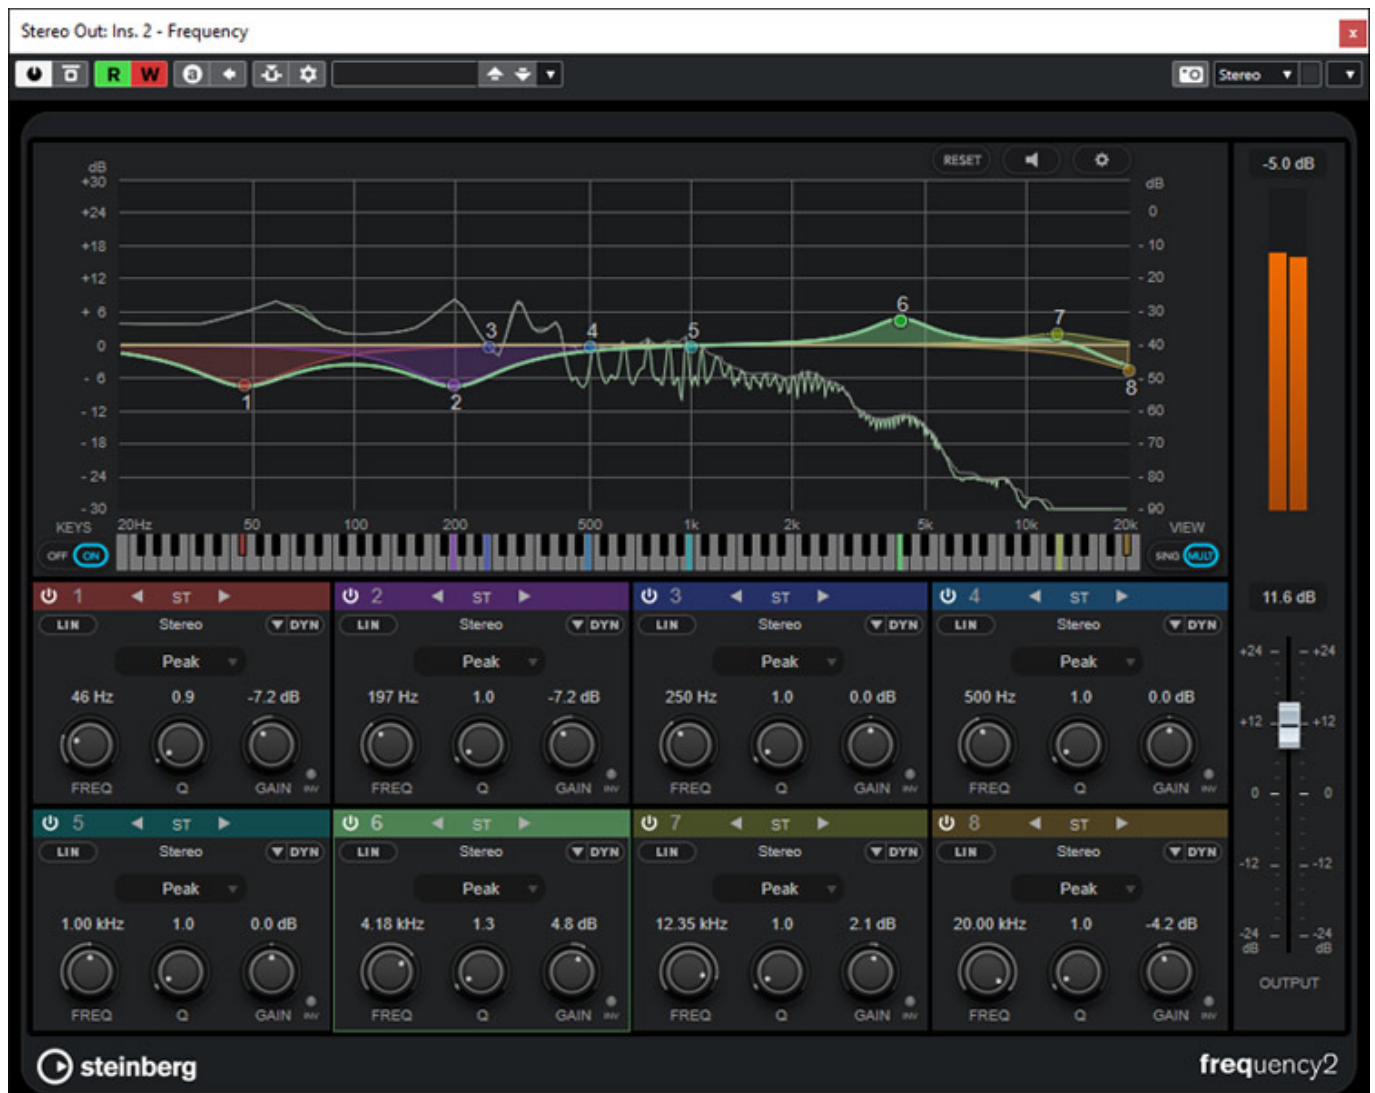 Stereo Out: Ins. 2 - Frequency
x
R W a Stereo
RESET
-5.0 dB
dB
+30
+24
+18
+12
+ 6
0
- 6
- 12
- 18
- 24
- 30
dB
0
- 10
- 20
- 30
- 40
- 50
- 60
- 70
- 80
- 90
1 2 3 4 5 6 7 8
20Hz 50 100 200 500 1k 2k 5k 10k 20k
KEYS
OFF ON
VIEW
SING MULT
1 ST 2 ST 3 ST 4 ST
LIN Stereo DYN LIN Stereo DYN LIN Stereo DYN LIN Stereo DYN
Peak Peak Peak Peak
46 Hz 0.9 -7.2 dB 197 Hz 1.0 -7.2 dB 250 Hz 1.0 0.0 dB 500 Hz 1.0 0.0 dB
FREQ Q GAIN INV FREQ Q GAIN INV FREQ Q GAIN INV FREQ Q GAIN INV
5 ST 6 ST 7 ST 8 ST
LIN Stereo DYN LIN Stereo DYN LIN Stereo DYN LIN Stereo DYN
Peak Peak Peak Peak
1.00 kHz 1.0 0.0 dB 4.18 kHz 1.3 4.8 dB 12.35 kHz 1.0 2.1 dB 20.00 kHz 1.0 -4.2 dB
FREQ Q GAIN INV FREQ Q GAIN INV FREQ Q GAIN INV FREQ Q GAIN INV
11.6 dB
+24 +24
+12 +12
0 0
-12 -12
-24 -24
dB dB
OUTPUT
steinberg
frequency2